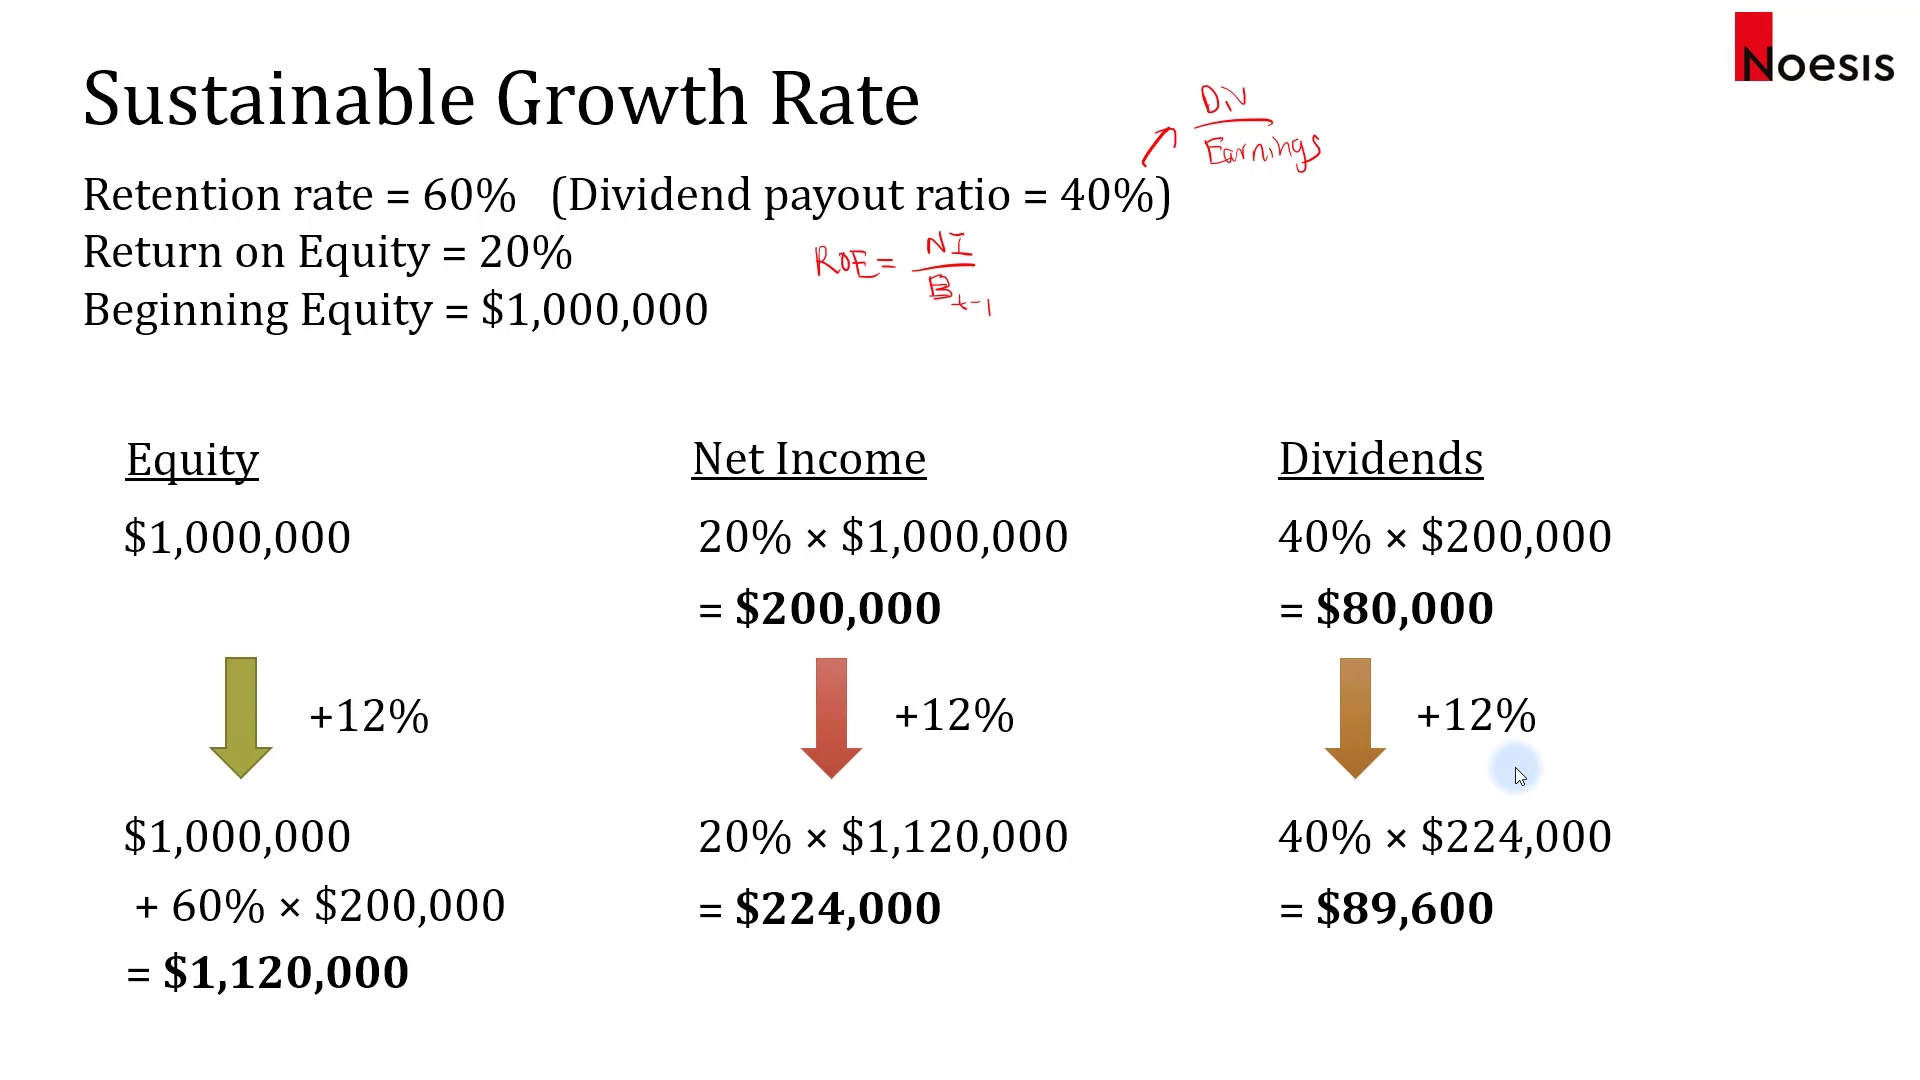 Noesis
Sustainable Growth Rate
Div
Earnings
Retention rate = 60% (Dividend payout ratio = 40%)
Return on Equity = 20%
ROE = NI
B t-1
Beginning Equity = $1,000,000
Equity Net Income Dividends
$1,000,000 20% × $1,000,000 40% × $200,000
= $200,000 = $80,000
+12% +12% +12%
$1,000,000 20% × $1,120,000 40% × $224,000
+ 60% × $200,000 = $224,000 = $89,600
= $1,120,000